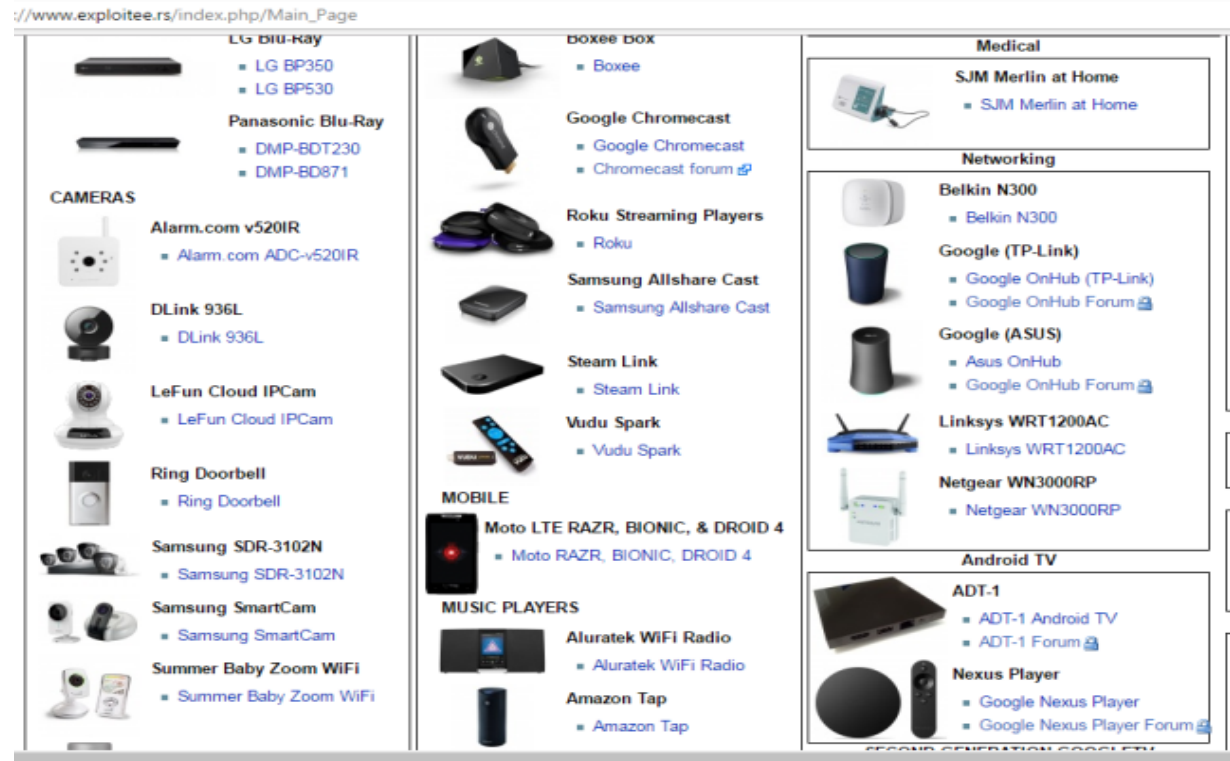 ://www.exploitee.rs/index.php/Main_Page
LG Blu-Ray
LG BP350
LG BP530
Panasonic Blu-Ray
DMP-BDT230
DMP-BD871
CAMERAS
Alarm.com v520IR
Alarm.com ADC-v520IR
DLink 936L
DLink 936L
LeFun Cloud IPCam
LeFun Cloud IPCam
Ring Doorbell
Ring Doorbell
Samsung SDR-3102N
Samsung SDR-3102N
Samsung SmartCam
Samsung SmartCam
Summer Baby Zoom WiFi
Summer Baby Zoom WiFi
Boxee Box
Boxee
Google Chromecast
Google Chromecast
Chromecast forum
Roku Streaming Players
Roku
Samsung Allshare Cast
Samsung Allshare Cast
Steam Link
Steam Link
Vudu Spark
Vudu Spark
MOBILE
Moto LTE RAZR, BIONIC, & DROID 4
Moto RAZR, BIONIC, DROID 4
MUSIC PLAYERS
Aluratek WiFi Radio
Aluratek WiFi Radio
Amazon Tap
Amazon Tap
Medical
SJM Merlin at Home
SJM Merlin at Home
Networking
Belkin N300
Belkin N300
Google (TP-Link)
Google OnHub (TP-Link)
Google OnHub Forum
Google (ASUS)
Asus OnHub
Google OnHub Forum
Linksys WRT1200AC
Linksys WRT1200AC
Netgear WN3000RP
Netgear WN3000RP
Android TV
ADT-1
ADT-1 Android TV
ADT-1 Forum
Nexus Player
Google Nexus Player
Google Nexus Player Forum
SECOND GENERATION GOOGLETV